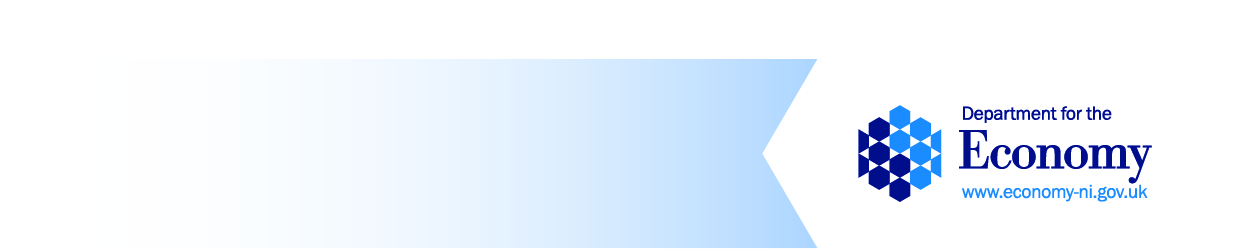 Department for the
Economy
www.economy-ni.gov.uk